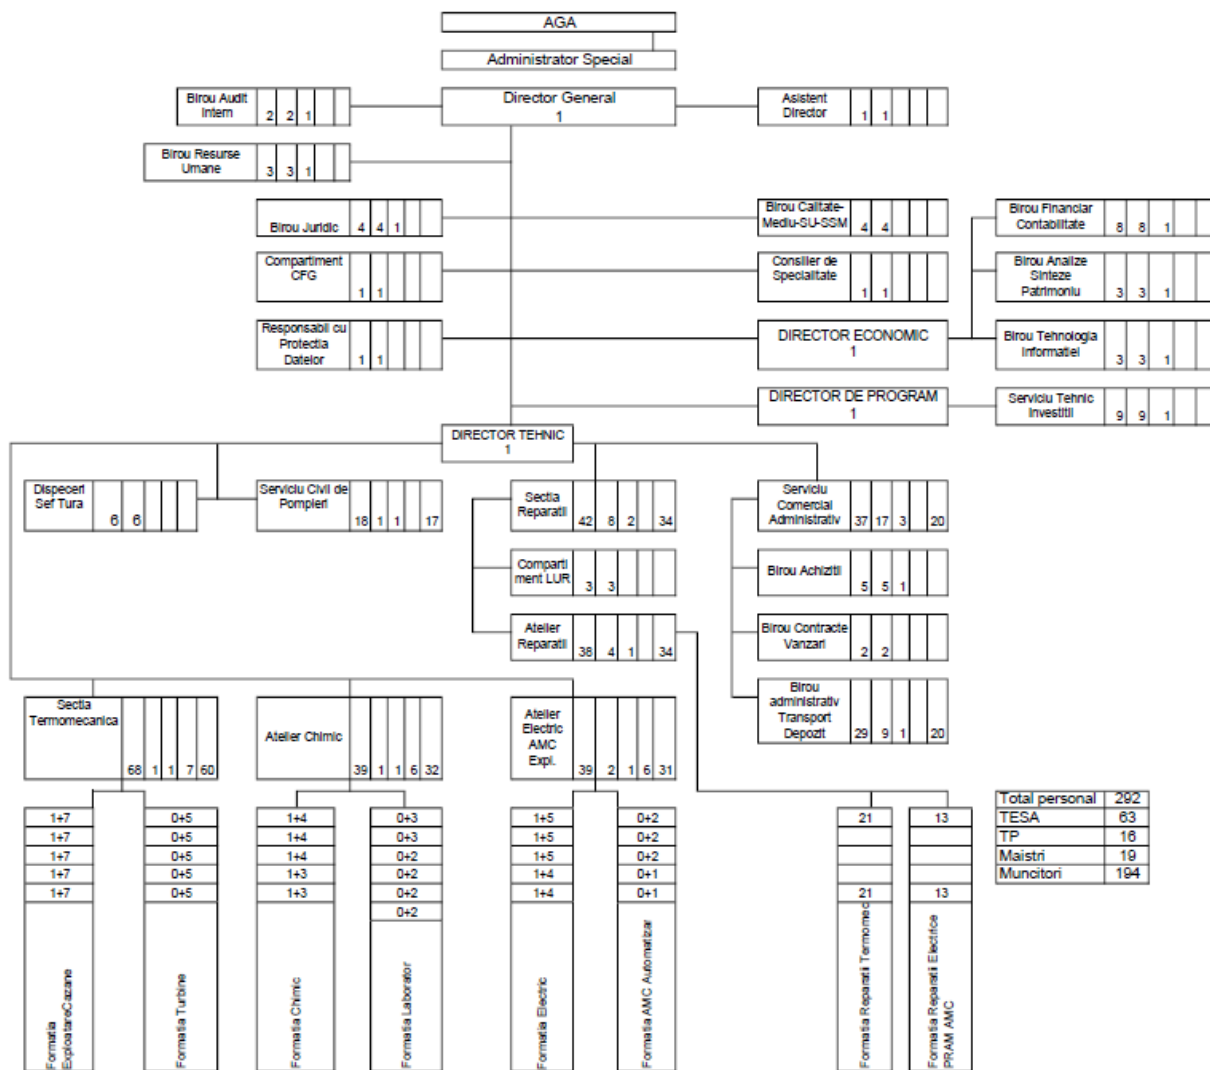 AGA
Administrator Special
Birou Audit
Intern 2 2 1
Director General
1
Asistent
Director 1 1
Birou Resurse
Umane 3 3 1
Birou Juridic 4 4 1
Birou Calitate-
Mediu-SU-SSM 4 4
Birou Financiar
Contabilitate 8 8 1
Compartiment
CFG
1 1
Consilier de
Specialitate
1 1
Birou Analize
Sinteze
Patrimoniu 3 3 1
Responsabil cu
Protectia
Datelor 1 1
DIRECTOR ECONOMIC
1
Birou Tehnologia
Informatiei
3 3 1
DIRECTOR DE PROGRAM
1
Serviciu Tehnic
Investitii
9 9 1
DIRECTOR TEHNIC
1
Dispeceri
Sef Tura
6 6
Serviciu Civil de
Pompieri
18 1 1 17
Sectia
Reparatii
42 8 2 34
Serviciu
Comercial
Administrativ 37 17 3 20
Comparti
ment LUR
3 3
Birou Achizitii
5 5 1
Atelier
Reparatii
38 4 1 34
Birou Contracte
Vanzari
2 2
Birou
administrativ
Transport
Depozit 29 9 1 20
Sectia
Termomecanica
68 1 1 7 60
Atelier Chimic
39 1 1 6 32
Atelier
Electric
AMC
Expl.
39 2 1 6 31
1+7 0+5 1+4 0+3 1+5 0+2 21 13
1+7 0+5 1+4 0+3 1+5 0+2
1+7 0+5 1+4 0+2 1+5 0+2
1+7 0+5 1+3 0+2 1+4 0+1
1+7 0+5 1+3 0+2 1+4 0+1 21 13
0+2
Formatia
ExploatareCazane
Formatia Turbine
Formatia Chimic
Formatia Laborator
Formatia Electric
Formatia AMC Automatizar
Formatia Reparatii Termomec
Formatia Reparatii Electrice
PRAM AMC
Total personal 292
TESA 63
TP 16
Maistri 19
Muncitori 194